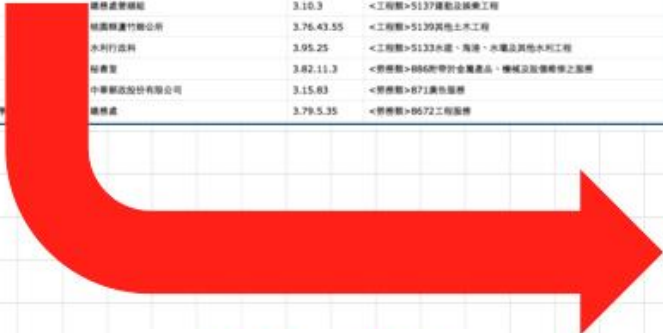 總務處營繕組 3.10.3 <工程類>5137運動及娛樂工程
桃園縣蘆竹鄉公所 3.76.43.55 <工程類>5139其他土木工程
水利行政科 3.95.25 <工程類>5133水道、海港、水壩及其他水利工程
秘書室 3.82.11.3 <勞務類>886附帶於金屬產品、機械及設備修理之服務
中華郵政股份有限公司 3.15.83 <勞務類>871廣告服務
總務處 3.79.5.35 <勞務類>8672工程服務